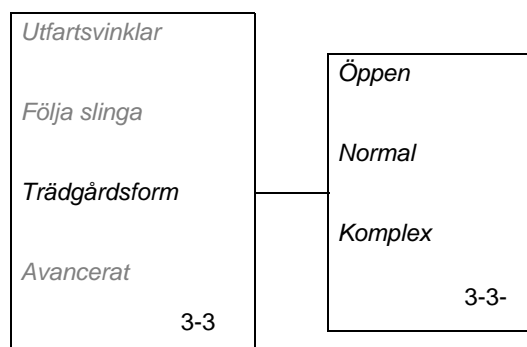 Utfartsvinklar
Följa slinga
Trädgårdsform
Avancerat
3-3
Öppen
Normal
Komplex
3-3-